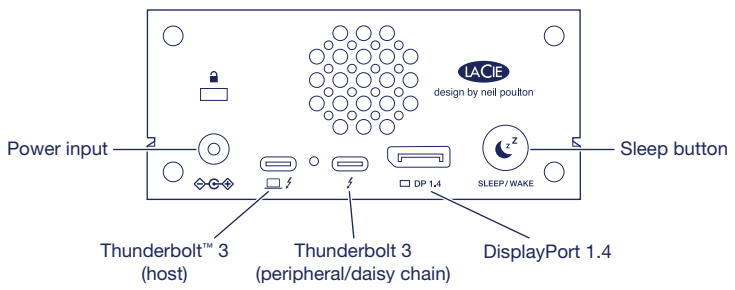 LACIE
design by neil poulton
Power input
Sleep button
z z
DP 1.4
SLEEP/WAKE
Thunderbolt™ 3
(host)
Thunderbolt 3
(peripheral/daisy chain)
DisplayPort 1.4